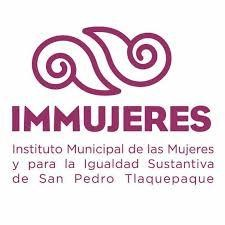 IMMUJERES
Instituto Municipal de las Mujeres
y para la Igualdad Sustantiva
de San Pedro Tlaquepaque